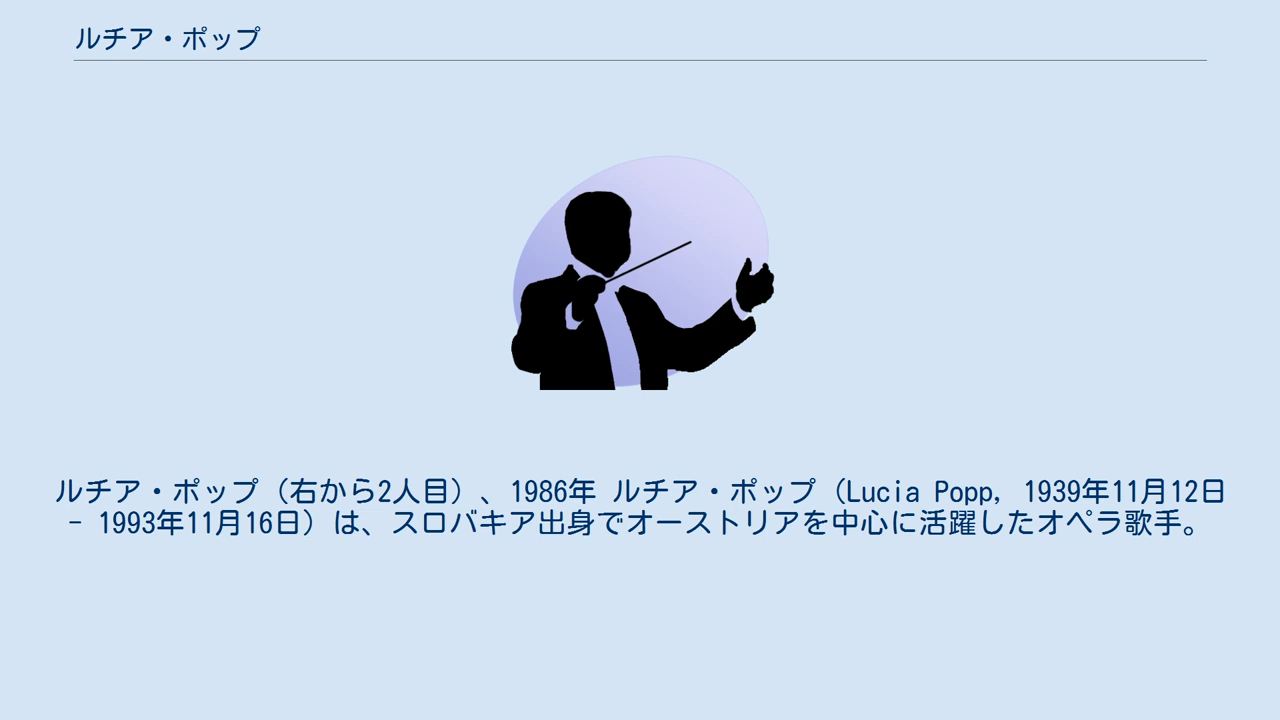 ルチア・ポップ
ルチア・ポップ（右から2人目）、1986年 ルチア・ポップ（Lucia Popp, 1939年11月12日
- 1993年11月16日）は、スロバキア出身でオーストリアを中心に活躍したオペラ歌手。